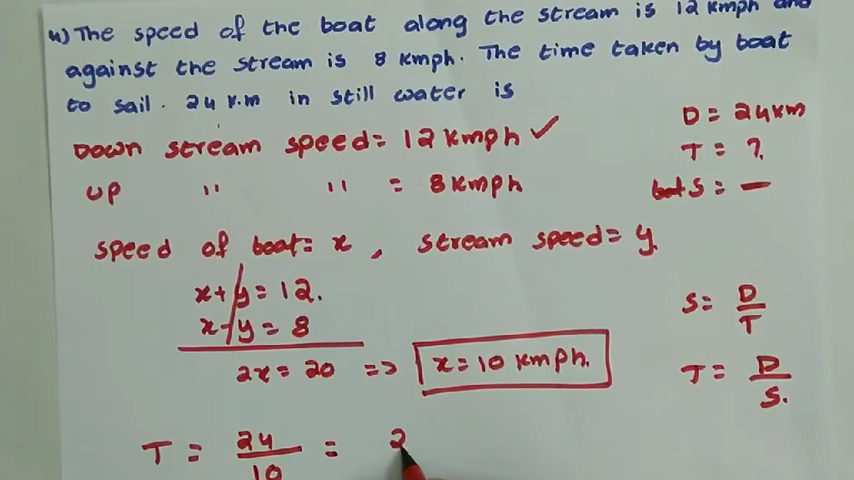 4) The speed of the boat along the stream is 12 kmph and
against the stream is 8 kmph. The time taken by boat
to sail. 24 K.m in still water is
Down stream speed = 12 kmph ✓
D = 24km
UP " " = 8 kmph
T = ?
boat S = —
speed of boat = x , stream speed = y.
x + y = 12.
x - y = 8
2x = 20 => x = 10 kmph.
S = D/T
T = D/S.
T = 24/10 = 2